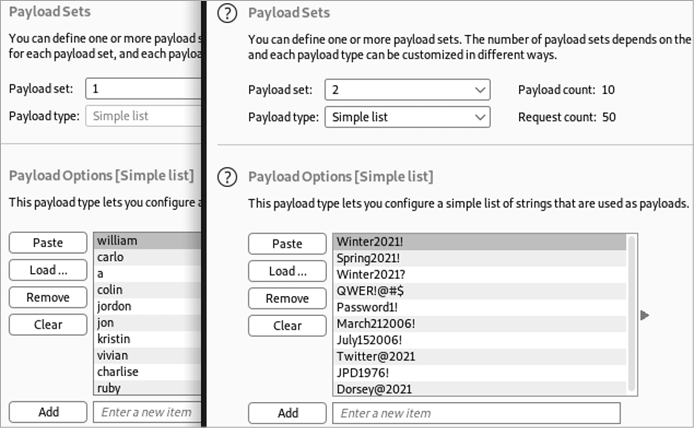 Payload Sets
You can define one or more payload s
for each payload set, and each payloa
Payload set: 1
Payload type: Simple list
Payload Options [Simple list]
This payload type lets you configure a
Paste
Load ...
Remove
Clear
william
carlo
a
colin
jordon
jon
kristin
vivian
charlise
ruby
Add
Enter a new item
? Payload Sets
You can define one or more payload sets. The number of payload sets depends on the
and each payload type can be customized in different ways.
Payload set: 2 Payload count: 10
Payload type: Simple list Request count: 50
? Payload Options [Simple list]
This payload type lets you configure a simple list of strings that are used as payloads.
Paste
Load ...
Remove
Clear
Winter2021!
Spring2021!
Winter2021?
QWER!@#$
Password1!
March212006!
July152006!
Twitter@2021
JPD1976!
Dorsey@2021
Add
Enter a new item